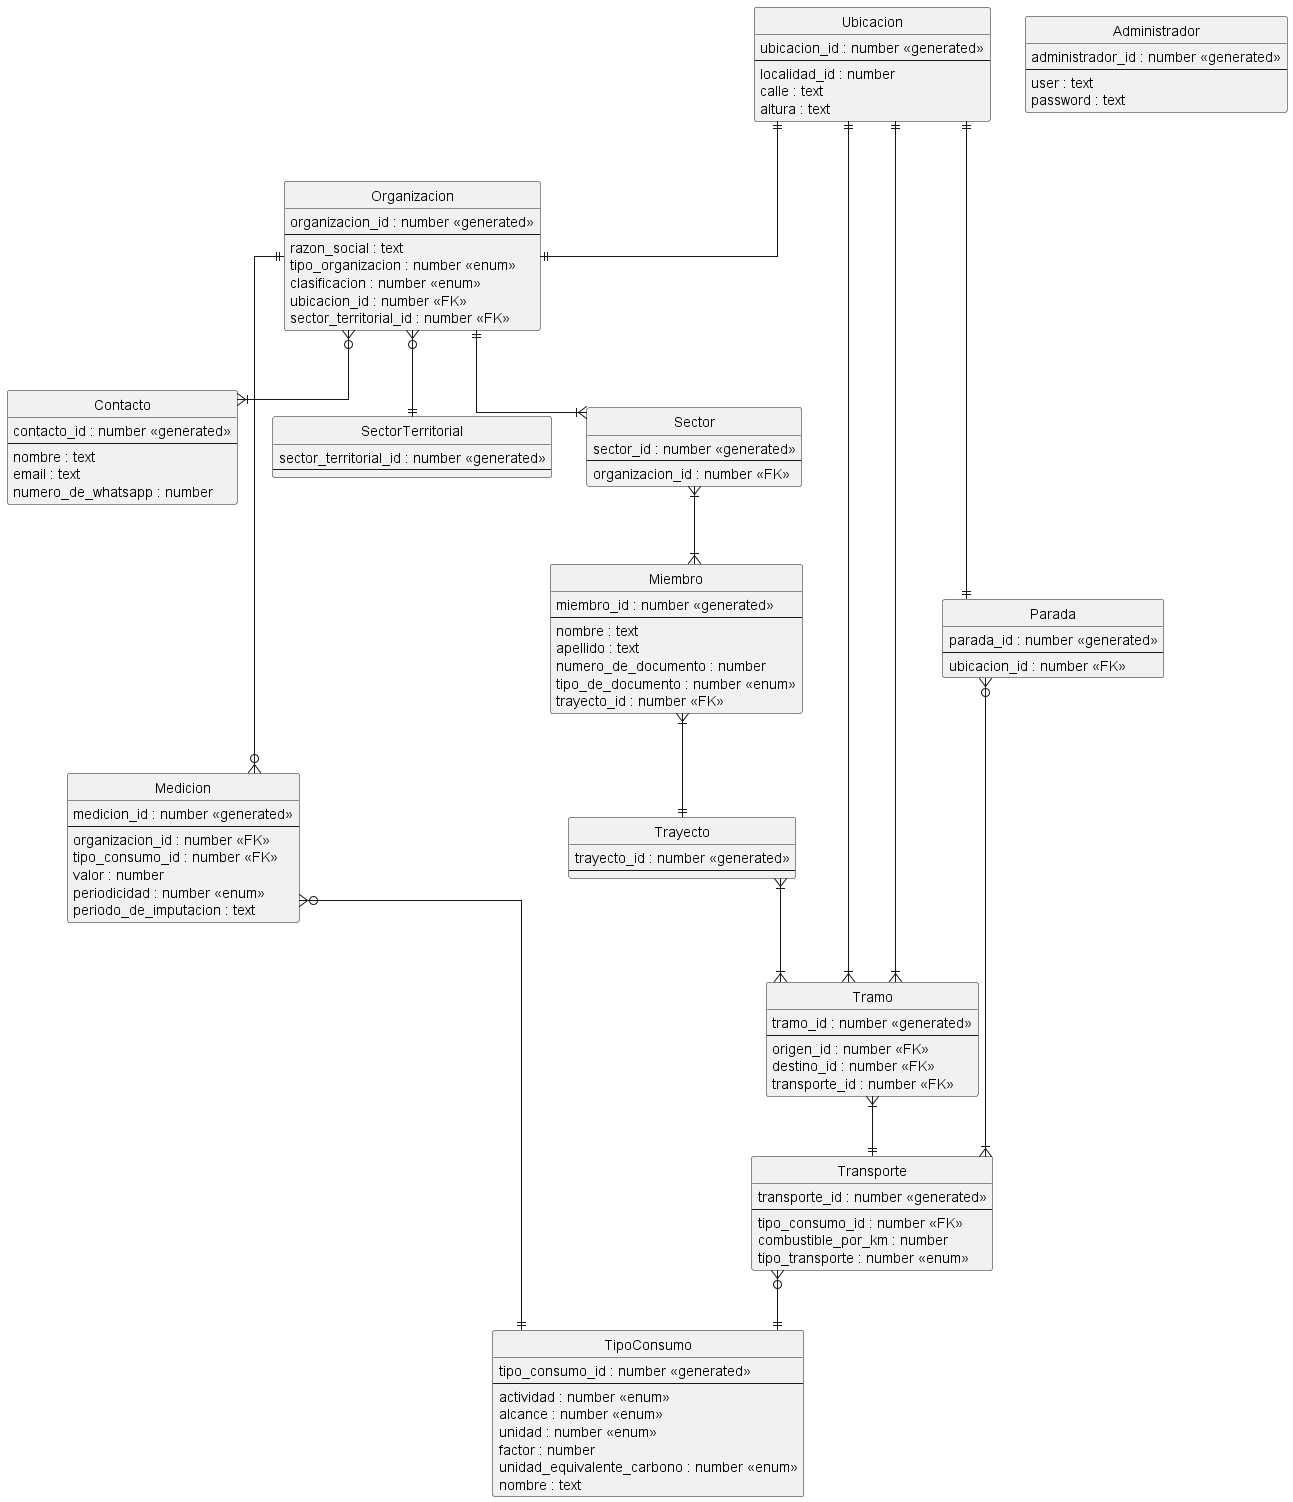 Ubicacion
ubicacion_id : number «generated»
localidad_id : number
calle : text
altura : text
Administrador
administrador_id : number «generated»
user : text
password : text
Organizacion
organizacion_id : number «generated»
razon_social : text
tipo_organizacion : number «enum»
clasificacion : number «enum»
ubicacion_id : number «FK»
sector_territorial_id : number «FK»
Contacto
contacto_id : number «generated»
nombre : text
email : text
numero_de_whatsapp : number
SectorTerritorial
sector_territorial_id : number «generated»
Sector
sector_id : number «generated»
organizacion_id : number «FK»
Miembro
miembro_id : number «generated»
nombre : text
apellido : text
numero_de_documento : number
tipo_de_documento : number «enum»
trayecto_id : number «FK»
Parada
parada_id : number «generated»
ubicacion_id : number «FK»
Medicion
medicion_id : number «generated»
organizacion_id : number «FK»
tipo_consumo_id : number «FK»
valor : number
periodicidad : number «enum»
periodo_de_imputacion : text
Trayecto
trayecto_id : number «generated»
Tramo
tramo_id : number «generated»
origen_id : number «FK»
destino_id : number «FK»
transporte_id : number «FK»
Transporte
transporte_id : number «generated»
tipo_consumo_id : number «FK»
combustible_por_km : number
tipo_transporte : number «enum»
TipoConsumo
tipo_consumo_id : number «generated»
actividad : number «enum»
alcance : number «enum»
unidad : number «enum»
factor : number
unidad_equivalente_carbono : number «enum»
nombre : text